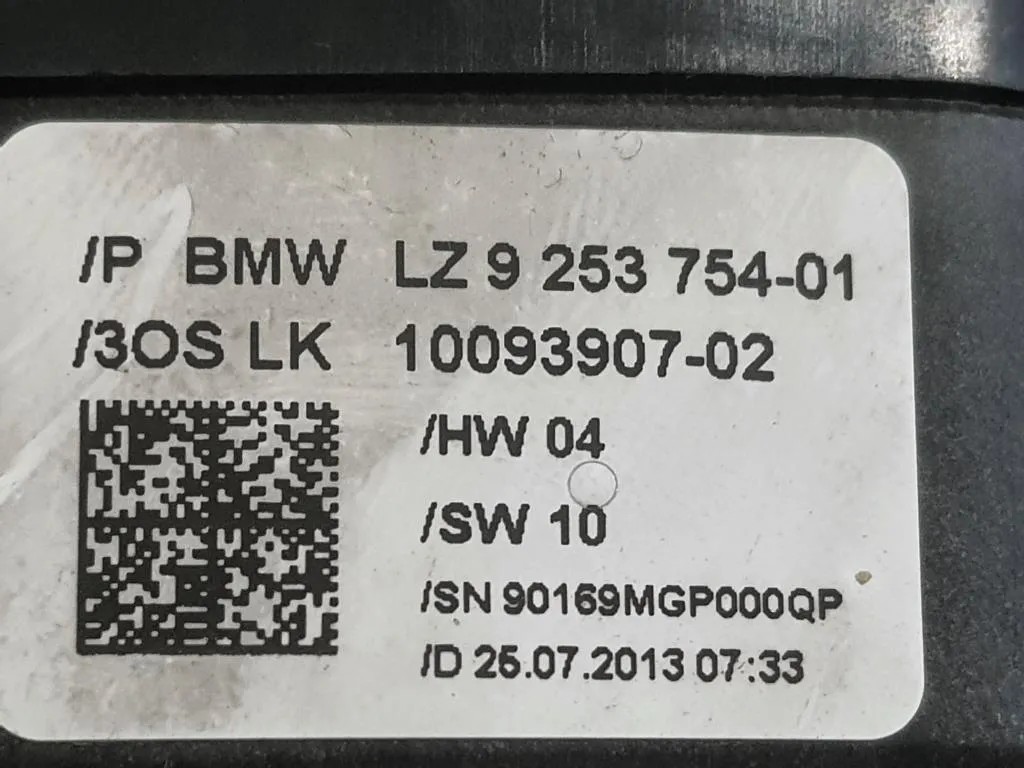 /P BMW LZ 9 253 754-01
/3OS LK 10093907-02
/HW 04
/SW 10
/SN 90169MGP000QP
/D 25.07.2013 07:33